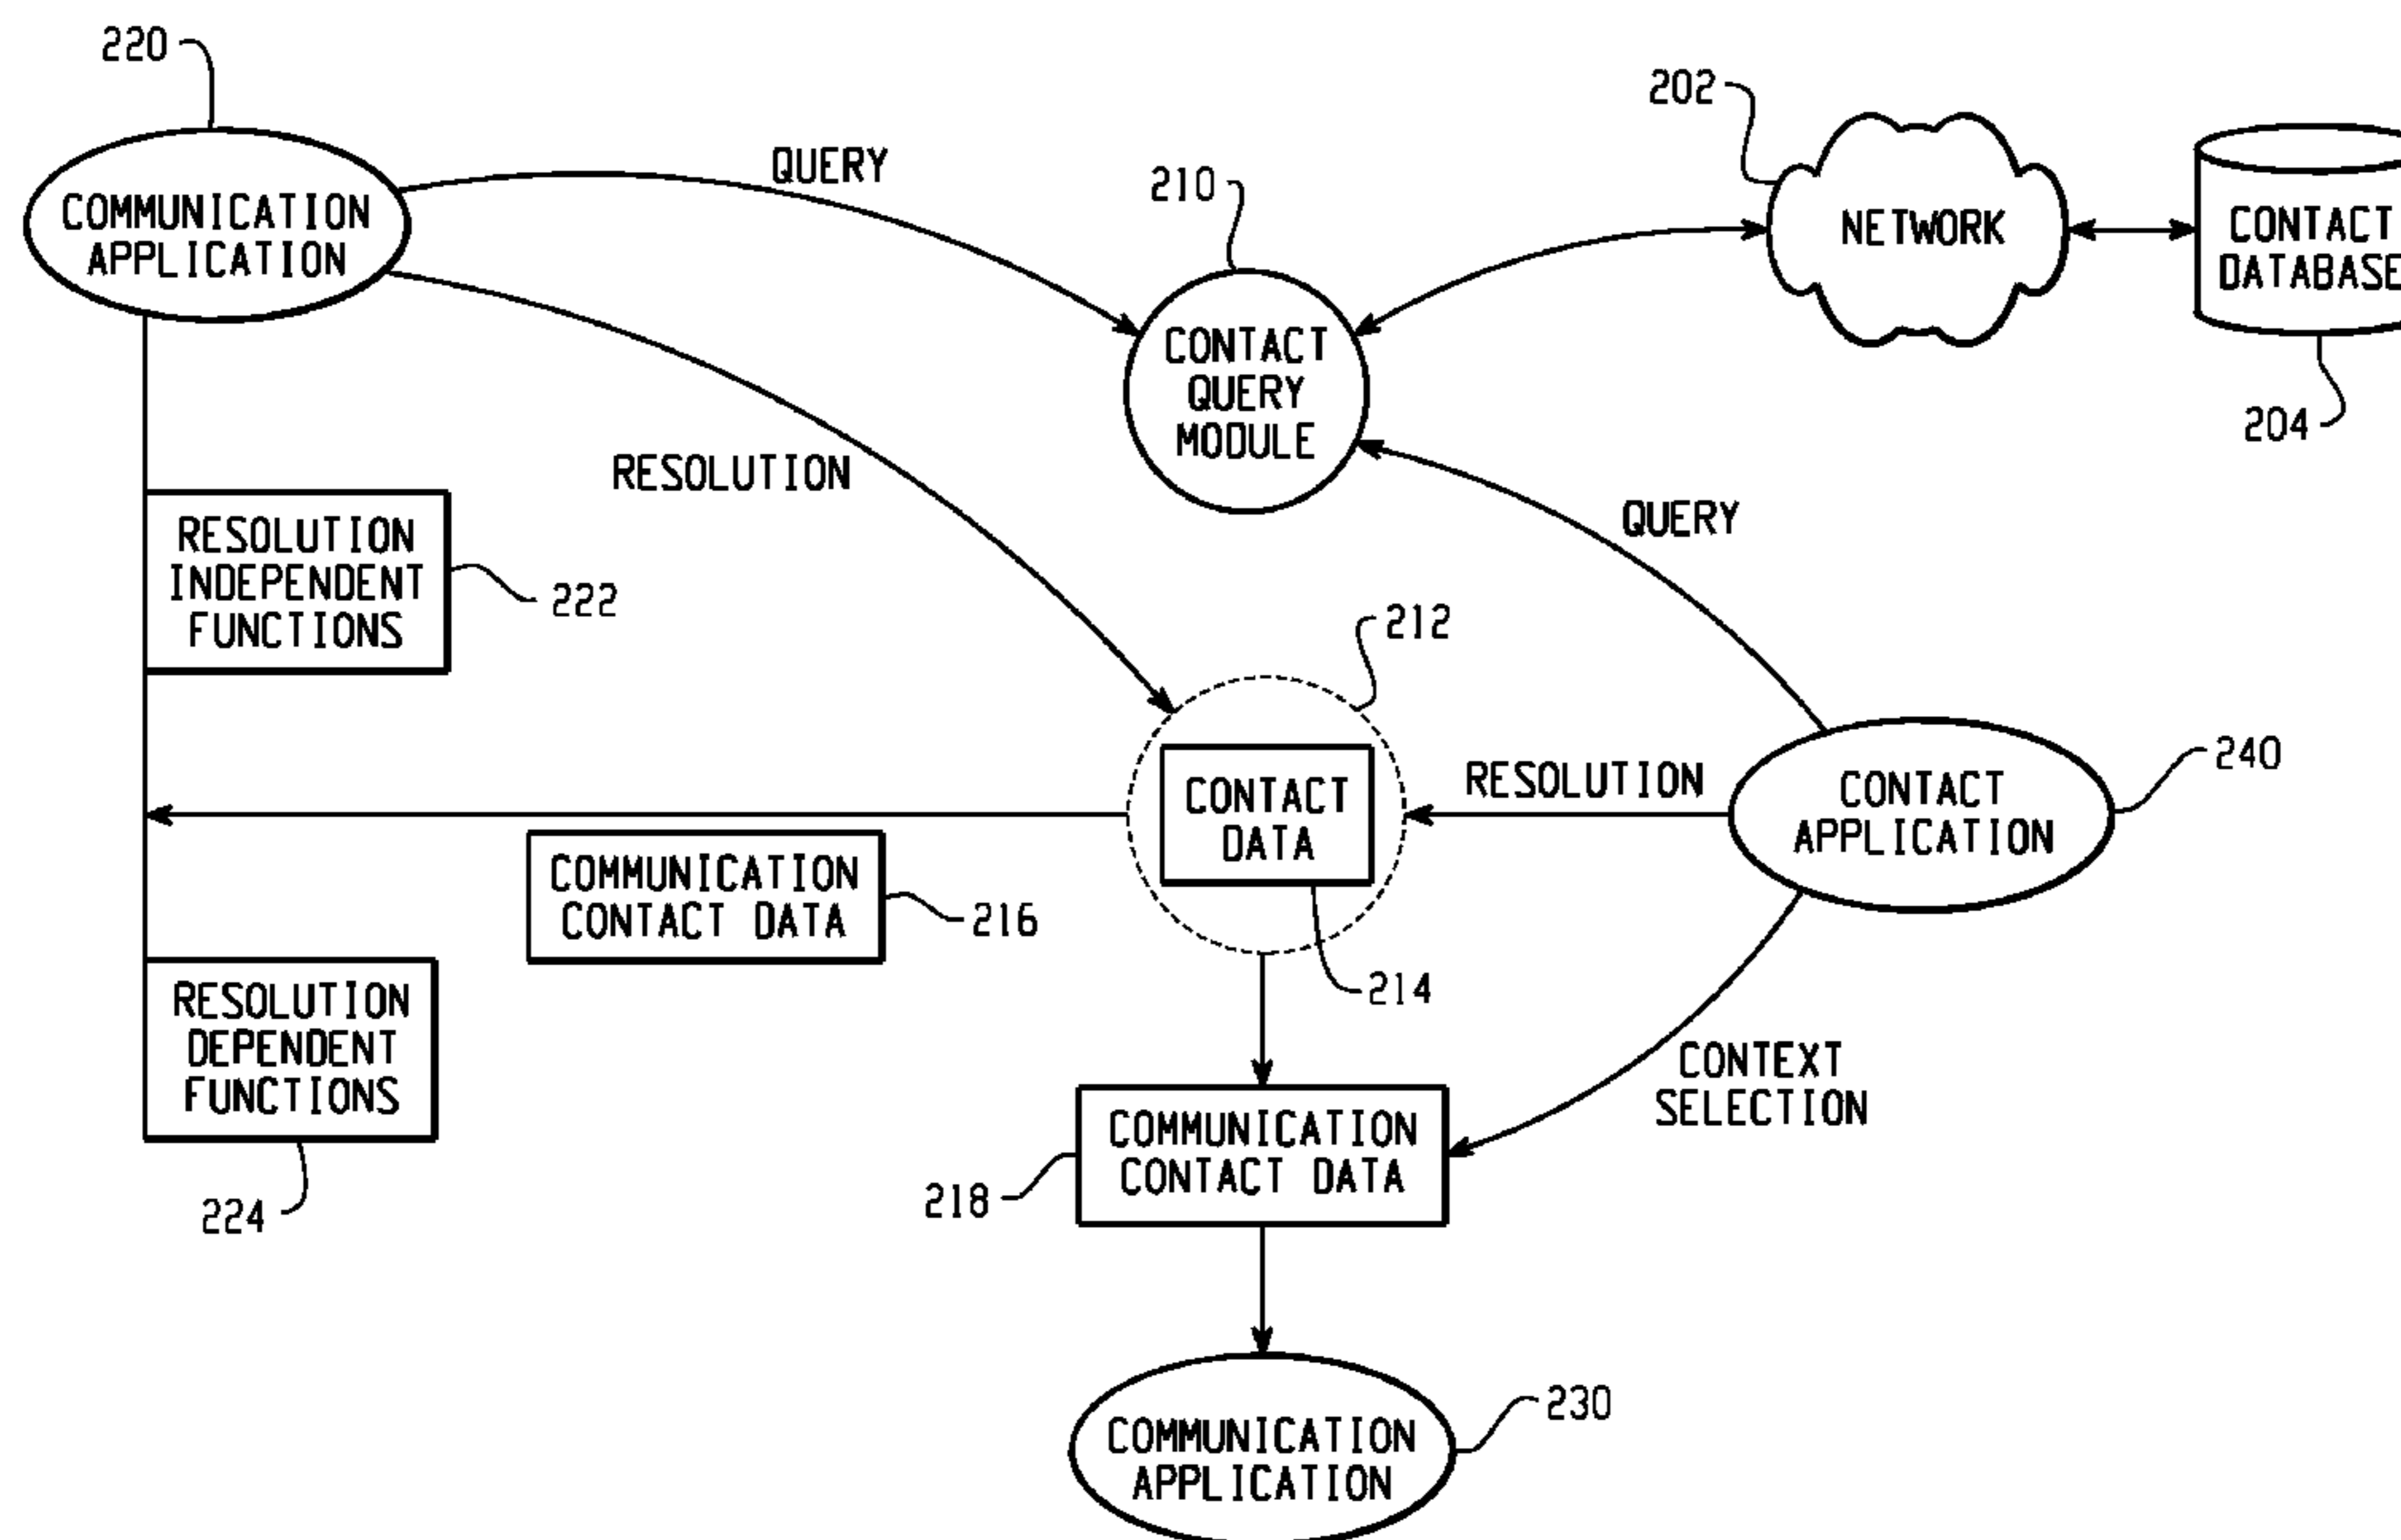 220
COMMUNICATION
APPLICATION
QUERY
210
202
NETWORK
CONTACT
DATABASE
204
CONTACT
QUERY
MODULE
RESOLUTION
QUERY
RESOLUTION
INDEPENDENT
FUNCTIONS
222
212
CONTACT
DATA
214
RESOLUTION
CONTACT
APPLICATION
240
COMMUNICATION
CONTACT DATA
216
RESOLUTION
DEPENDENT
FUNCTIONS
224
CONTEXT
SELECTION
COMMUNICATION
CONTACT DATA
218
COMMUNICATION
APPLICATION
230